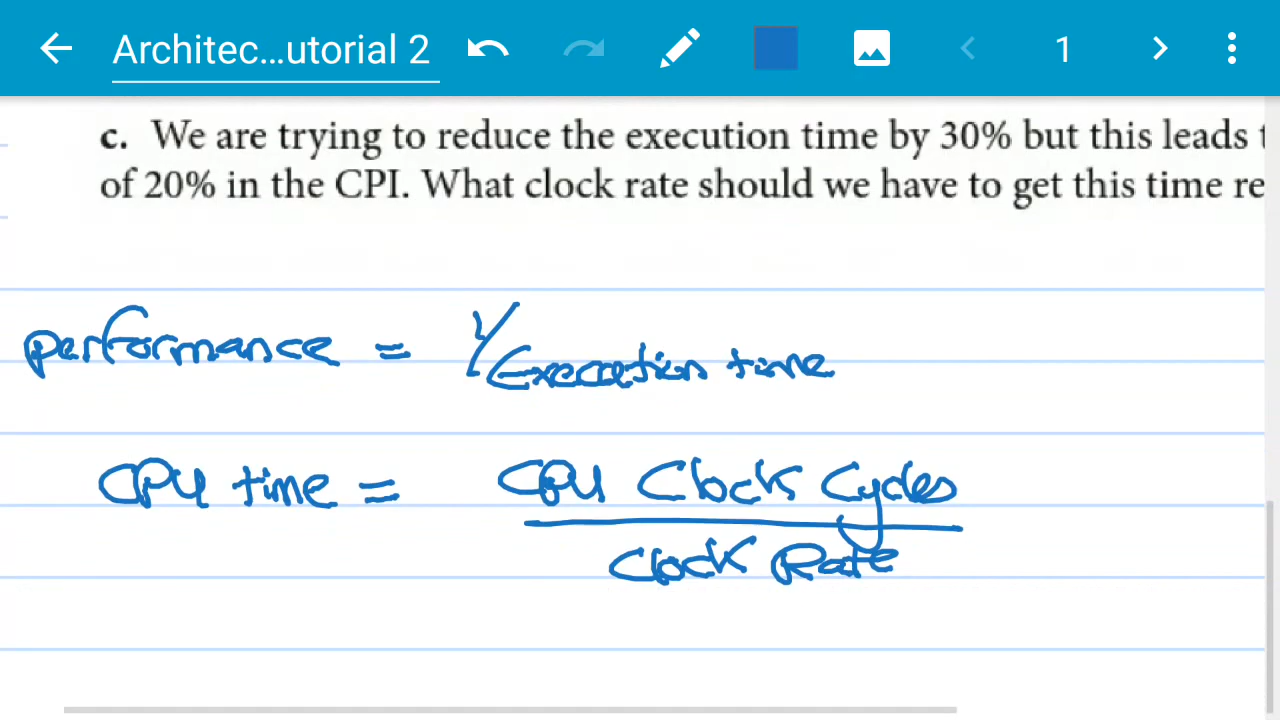 Architec...utorial 2 1
c. We are trying to reduce the execution time by 30% but this leads
of 20% in the CPI. What clock rate should we have to get this time re
performance = 1/Execution time
CPU time = CPU Clock Cycles
Clock Rate